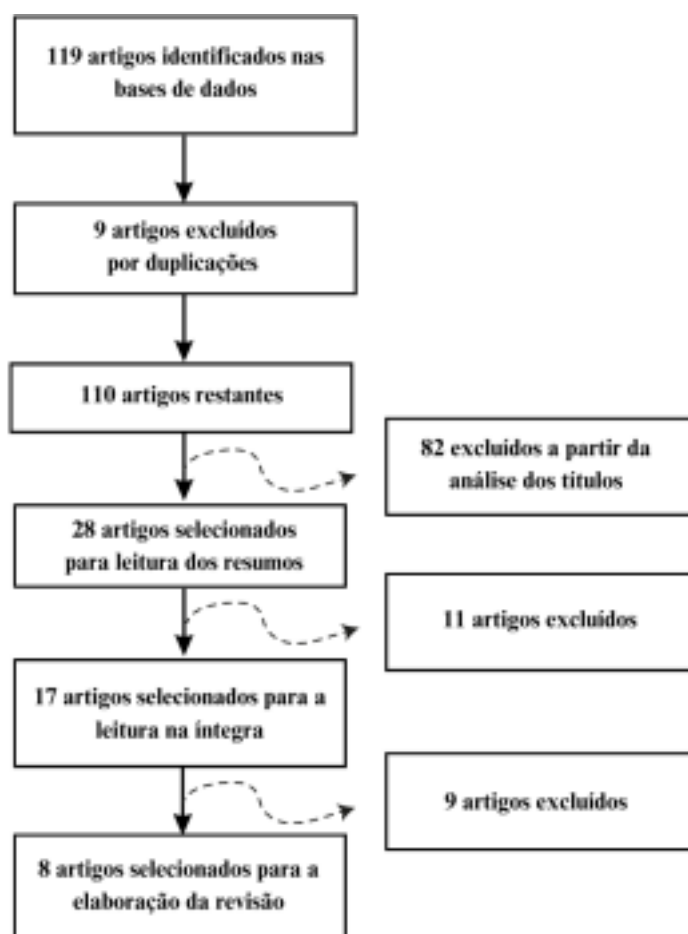 119 artigos identificados nas
bases de dados
9 artigos excluídos
por duplicações
110 artigos restantes
82 excluídos a partir da
análise dos títulos
28 artigos selecionados
para leitura dos resumos
11 artigos excluídos
17 artigos selecionados para a
leitura na íntegra
9 artigos excluídos
8 artigos selecionados para a
elaboração da revisão